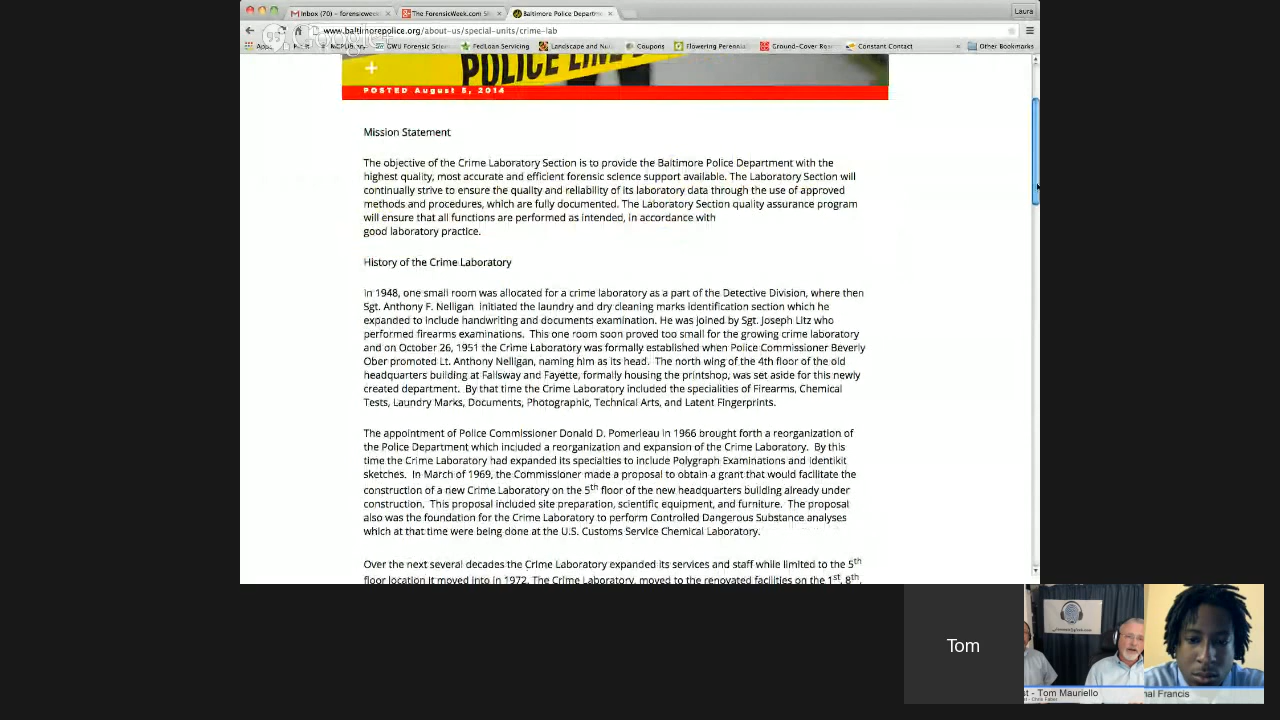 Inbox (70) – forensicweek
The ForensicWeek.com S
Baltimore Police Departm
Laura
www.baltimorepolice.org/about-us/special-units/crime-lab
Apps
GWU Forensic Scien
FedLoan Servicing
Landscape and Nu
Coupons
Flowering Perenni
Ground-Cover Ros
Constant Contact
» Other Bookmarks
POLICE LINE
POSTED August 5, 2014
Mission Statement
The objective of the Crime Laboratory Section is to provide the Baltimore Police Department with the
highest quality, most accurate and efficient forensic science support available. The Laboratory Section will
continually strive to ensure the quality and reliability of its laboratory data through the use of approved
methods and procedures, which are fully documented. The Laboratory Section quality assurance program
will ensure that all functions are performed as intended, in accordance with
good laboratory practice.
History of the Crime Laboratory
In 1948, one small room was allocated for a crime laboratory as a part of the Detective Division, where then
Sgt. Anthony F. Nelligan initiated the laundry and dry cleaning marks identification section which he
expanded to include handwriting and documents examination. He was joined by Sgt. Joseph Litz who
performed firearms examinations. This one room soon proved too small for the growing crime laboratory
and on October 26, 1951 the Crime Laboratory was formally established when Police Commissioner Beverly
Ober promoted Lt. Anthony Nelligan, naming him as its head. The north wing of the 4th floor of the old
headquarters building at Fallsway and Fayette, formally housing the printshop, was set aside for this newly
created department. By that time the Crime Laboratory included the specialities of Firearms, Chemical
Tests, Laundry Marks, Documents, Photographic, Technical Arts, and Latent Fingerprints.
The appointment of Police Commissioner Donald D. Pomerleau in 1966 brought forth a reorganization of
the Police Department which included a reorganization and expansion of the Crime Laboratory. By this
time the Crime Laboratory had expanded its specialties to include Polygraph Examinations and Identikit
sketches. In March of 1969, the Commissioner made a proposal to obtain a grant that would facilitate the
construction of a new Crime Laboratory on the 5th floor of the new headquarters building already under
construction. This proposal included site preparation, scientific equipment, and furniture. The proposal
also was the foundation for the Crime Laboratory to perform Controlled Dangerous Substance analyses
which at that time were being done at the U.S. Customs Service Chemical Laboratory.
Over the next several decades the Crime Laboratory expanded its services and staff while limited to the 5th
floor location it moved into in 1972. The Crime Laboratory, moved to the renovated facilities on the 1st, 8th,
Tom
st - Tom Mauriello
nal Francis